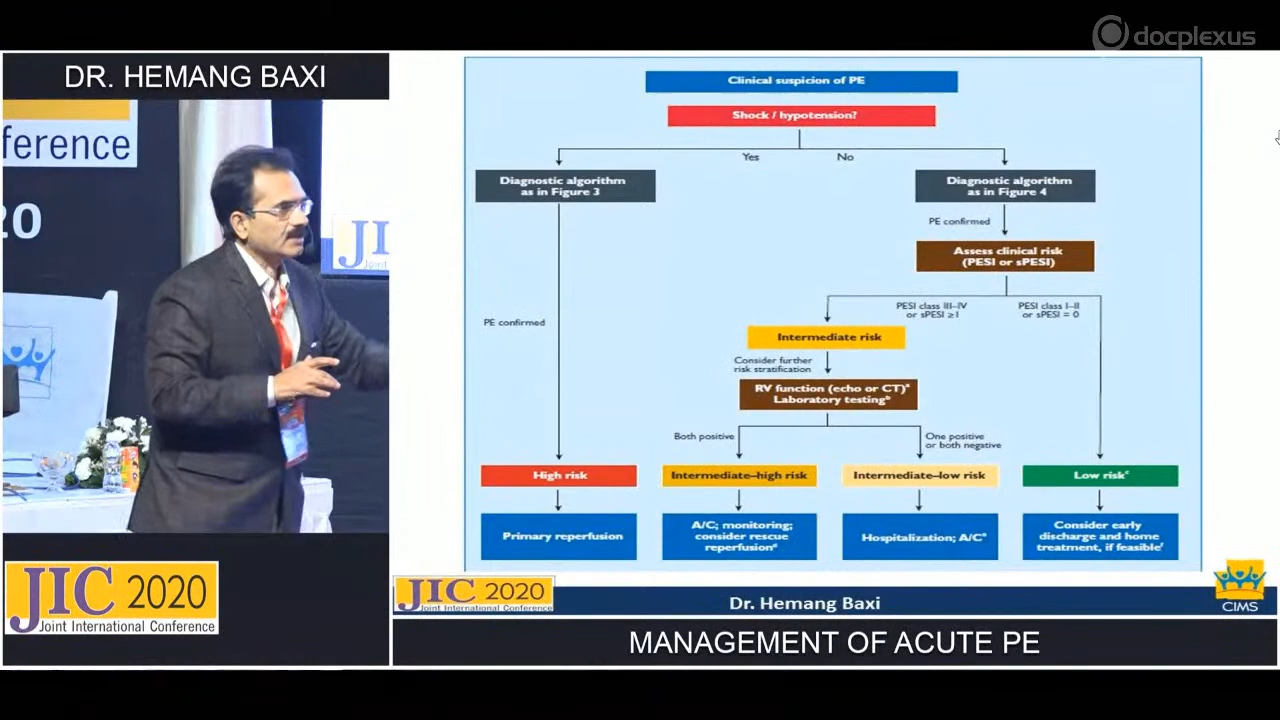 docplexus
DR. HEMANG BAXI
ference
20
JI
Joint
Clinical suspicion of PE
Shock / hypotension?
Yes
No
Diagnostic algorithm
as in Figure 3
Diagnostic algorithm
as in Figure 4
PE confirmed
Assess clinical risk
(PESI or sPESI)
PESI class III–IV
or sPESI ≥1
PESI class I–II
or sPESI = 0
PE confirmed
Intermediate risk
Consider further
risk stratification
RV function (echo or CT)ᵃ
Laboratory testingᵇ
Both positive
One positive
or both negative
High risk
Intermediate–high risk
Intermediate–low risk
Low riskᶜ
Primary reperfusion
A/C; monitoring;
consider rescue
reperfusion
Hospitalization; A/C
Consider early
discharge and home
treatment, if feasibleᶠ
JIC 2020
Joint International Conference
JIC 2020
Joint International Conference
Dr. Hemang Baxi
CIMS
MANAGEMENT OF ACUTE PE